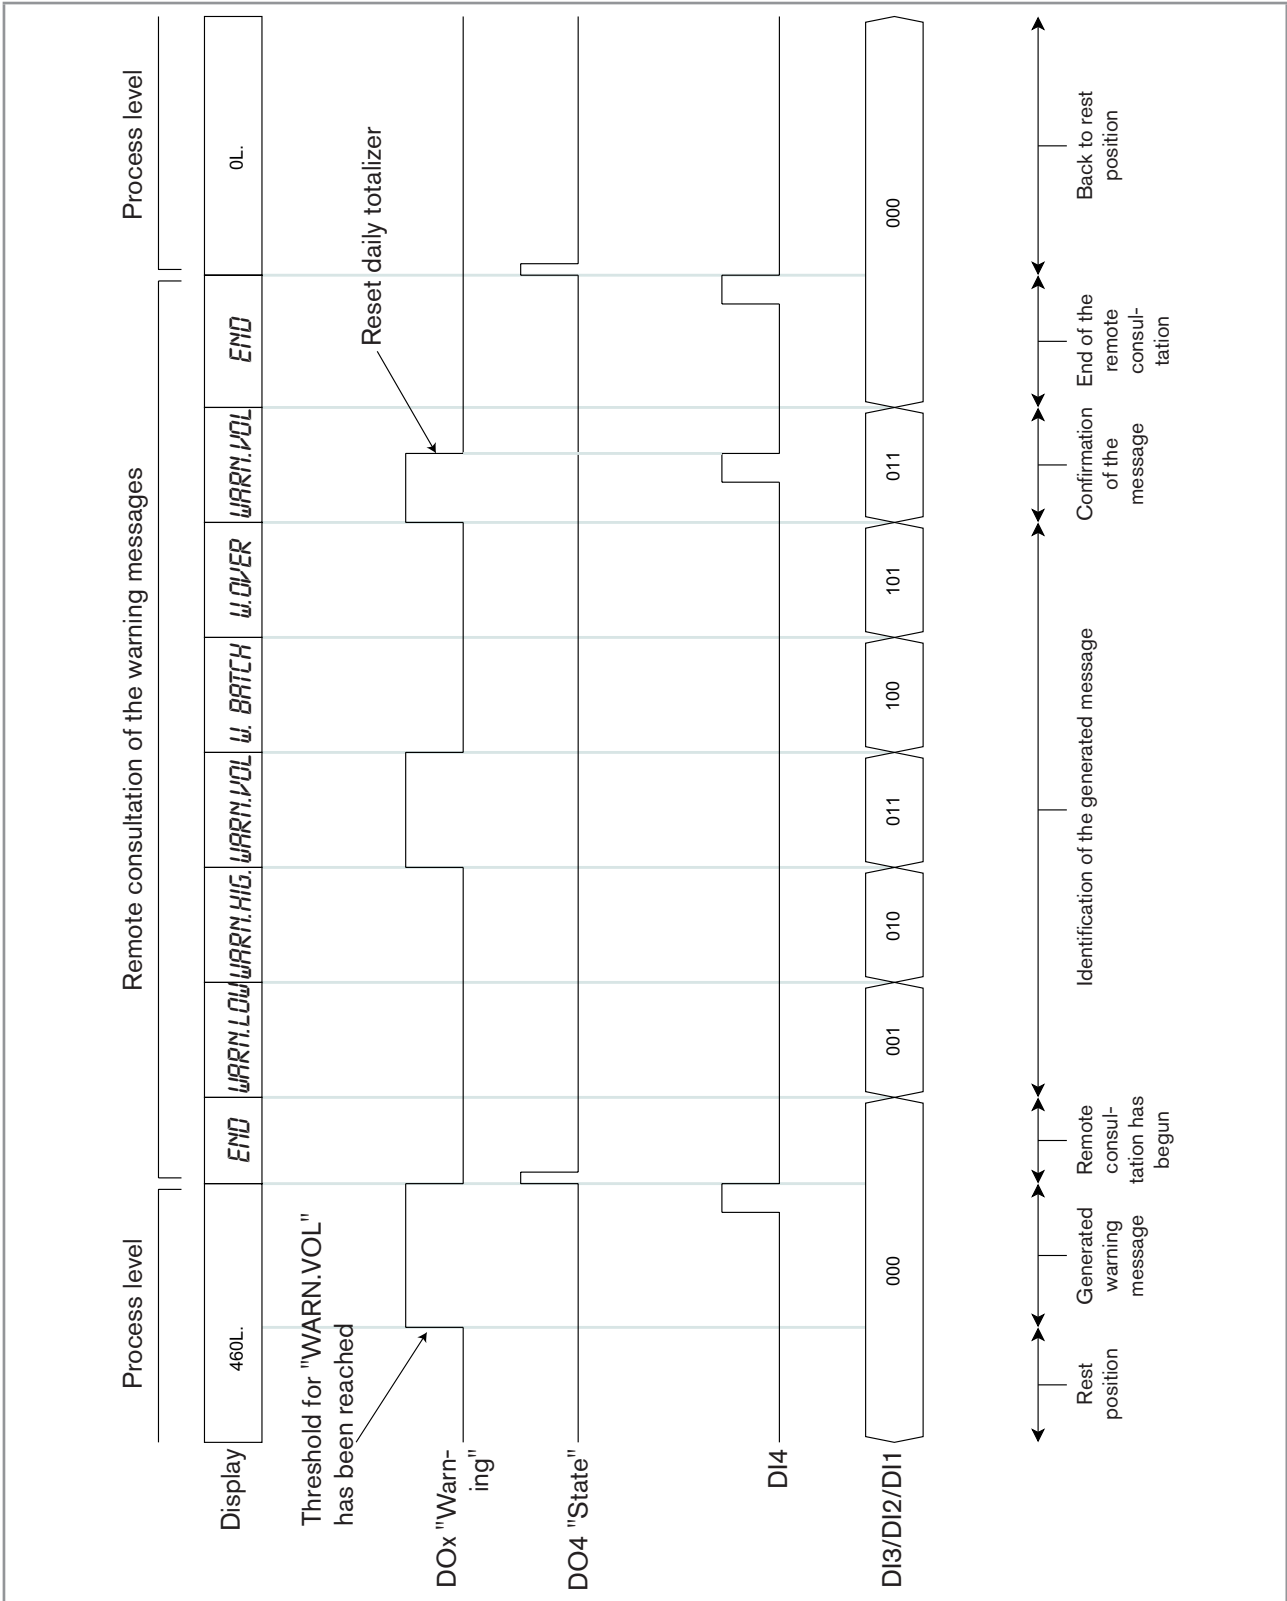 Process level
Remote consultation of the warning messages
Process level
Display
460L.
END
WARN.LOW
WARN.HIG.
WARN.VOL
W. BATCH
W.OVER
WARN.VOL
END
0L.
Threshold for "WARN.VOL"
has been reached
Reset daily totalizer
DOx "Warn-
ing"
DO4 "State"
DI4
DI3/DI2/DI1
000
001
010
011
100
101
011
000
Rest
position
Generated
warning
message
Remote
consul-
tation has
begun
Identification of the generated message
Confirmation
of the
message
End of the
remote
consul-
tation
Back to rest
position